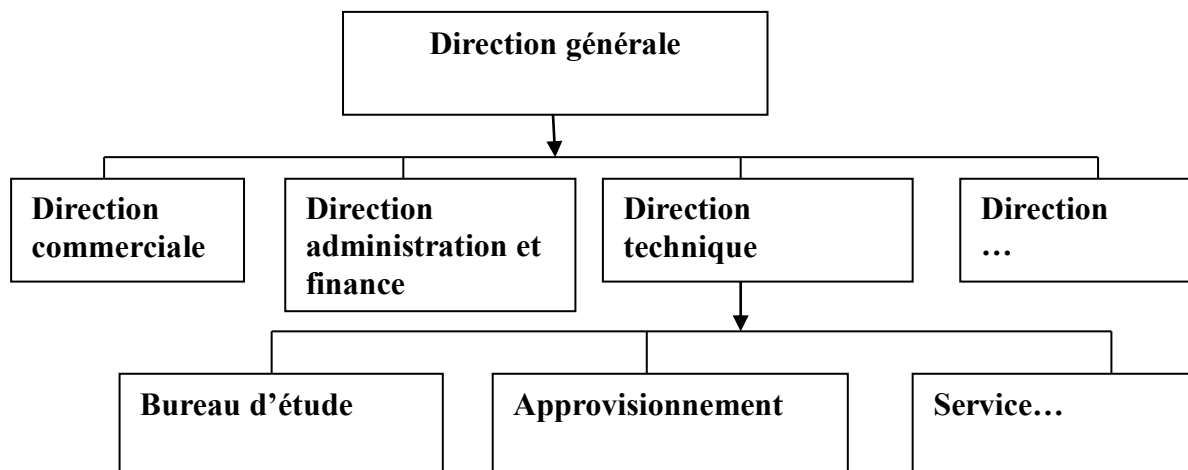 Direction générale
Direction
commerciale
Direction
administration et
finance
Direction
technique
Direction
…
Bureau d’étude
Approvisionnement
Service…